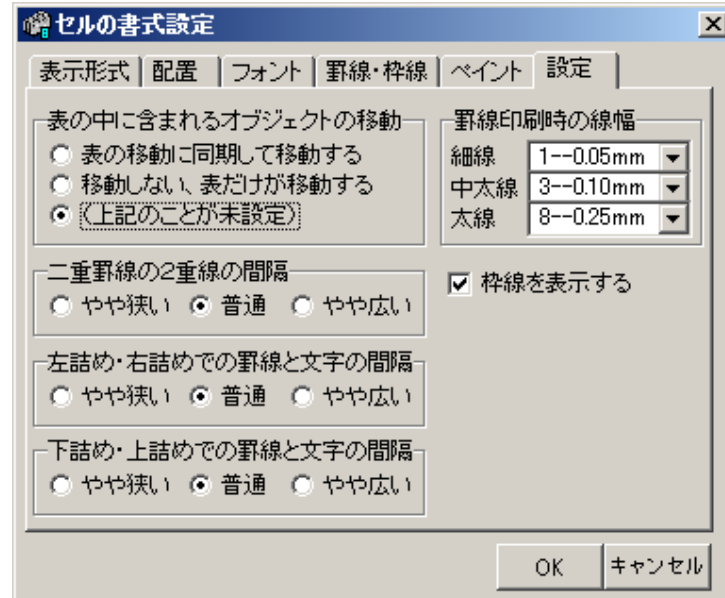 セルの書式設定
表示形式 配置 フォント 罫線・枠線 ペイント 設定
表の中に含まれるオブジェクトの移動
表の移動に同期して移動する
移動しない、表だけが移動する
(上記のことが未設定)
罫線印刷時の線幅
細線 1--0.05mm
中太線 3--0.10mm
太線 8--0.25mm
二重罫線の2重線の間隔
やや狭い 普通 やや広い
枠線を表示する
左詰め・右詰めでの罫線と文字の間隔
やや狭い 普通 やや広い
下詰め・上詰めでの罫線と文字の間隔
やや狭い 普通 やや広い
OK キャンセル